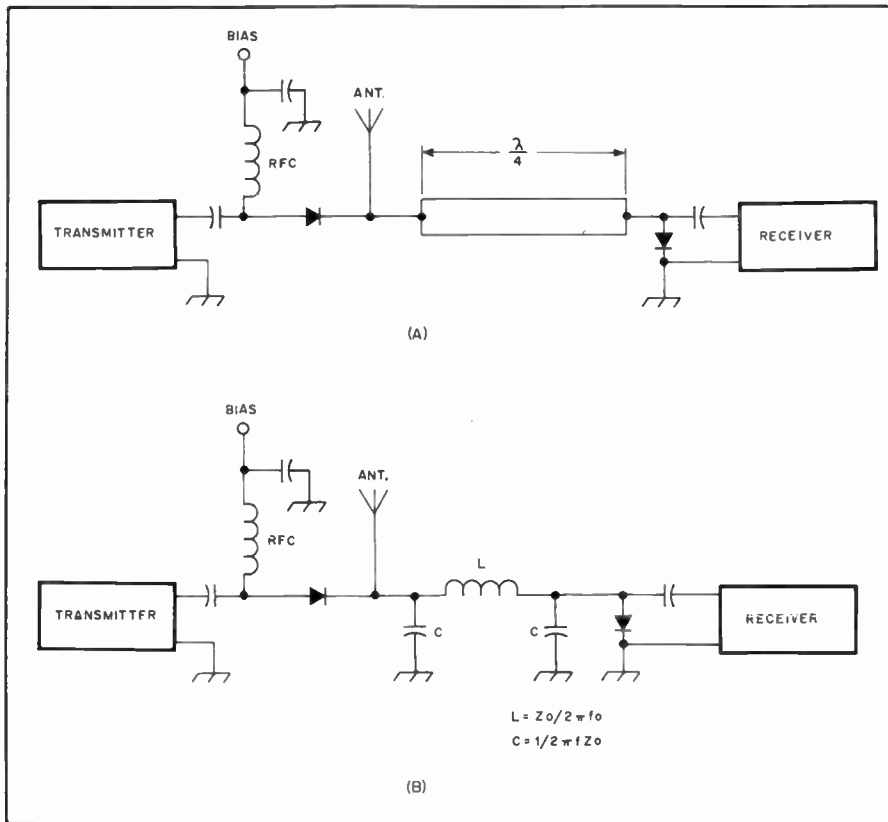 BIAS
ANT.
RFC
λ
4
TRANSMITTER
RECEIVER
(A)
BIAS
ANT.
RFC
L
TRANSMITTER
C
C
RECEIVER
L = Zo/2πfo
C = 1/2πfZo
(B)